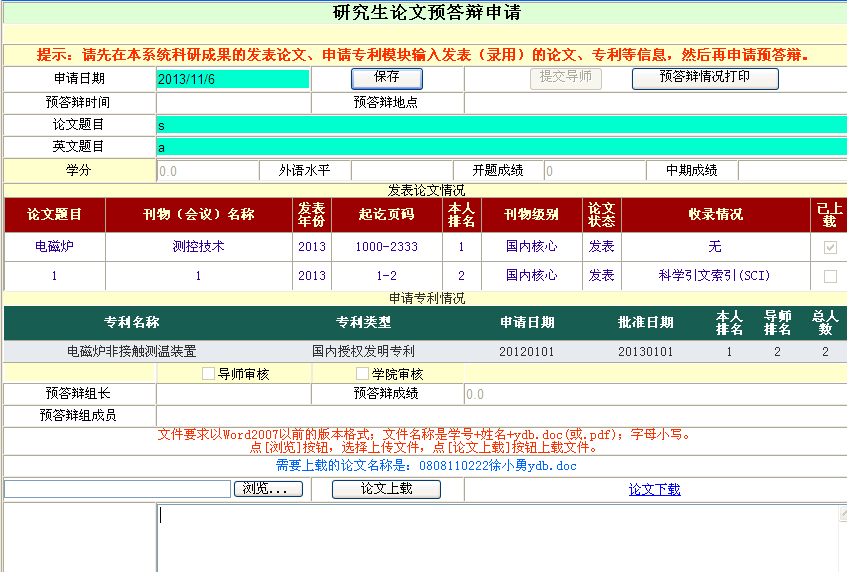 研究生论文预答辩申请
提示：请先在本系统科研成果的发表论文、申请专利模块输入发表（录用）的论文、专利等信息，然后再申请预答辩。
申请日期 2013/11/6 保存 提交导师 预答辩情况打印
预答辩时间 预答辩地点
论文题目 s
英文题目 a
学分 0.0 外语水平 开题成绩 0 中期成绩
发表论文情况
论文题目 刊物（会议）名称 发表年份 起讫页码 本人排名 刊物级别 论文状态 收录情况 已上载
电磁炉 测控技术 2013 1000-2333 1 国内核心 发表 无
1 1 2013 1-2 2 国内核心 发表 科学引文索引(SCI)
申请专利情况
专利名称 专利类型 申请日期 批准日期 本人排名 导师排名 总人数
电磁炉非接触测温装置 国内授权发明专利 20120101 20130101 1 2 2
导师审核 学院审核
预答辩组长 预答辩成绩 0.0
预答辩组成员
文件要求以Word2007以前的版本格式；文件名称是学号+姓名+ydb.doc(或.pdf)；字母小写。
点[浏览]按钮，选择上传文件，点[论文上载]按钮上载文件。
需要上载的论文名称是：0808110222徐小勇ydb.doc
浏览... 论文上载 论文下载